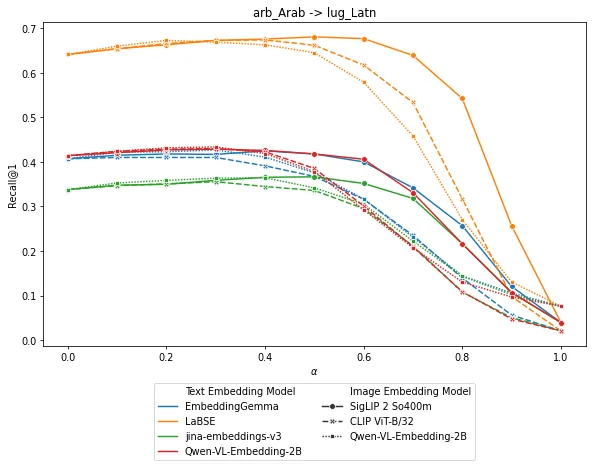 arb_Arab -> lug_Latn
Recall@1
0.7
0.6
0.5
0.4
0.3
0.2
0.1
0.0
0.0 0.2 0.4 0.6 0.8 1.0
α
Text Embedding Model Image Embedding Model
EmbeddingGemma SigLIP 2 So400m
LaBSE CLIP ViT-B/32
jina-embeddings-v3 Qwen-VL-Embedding-2B
Qwen-VL-Embedding-2B